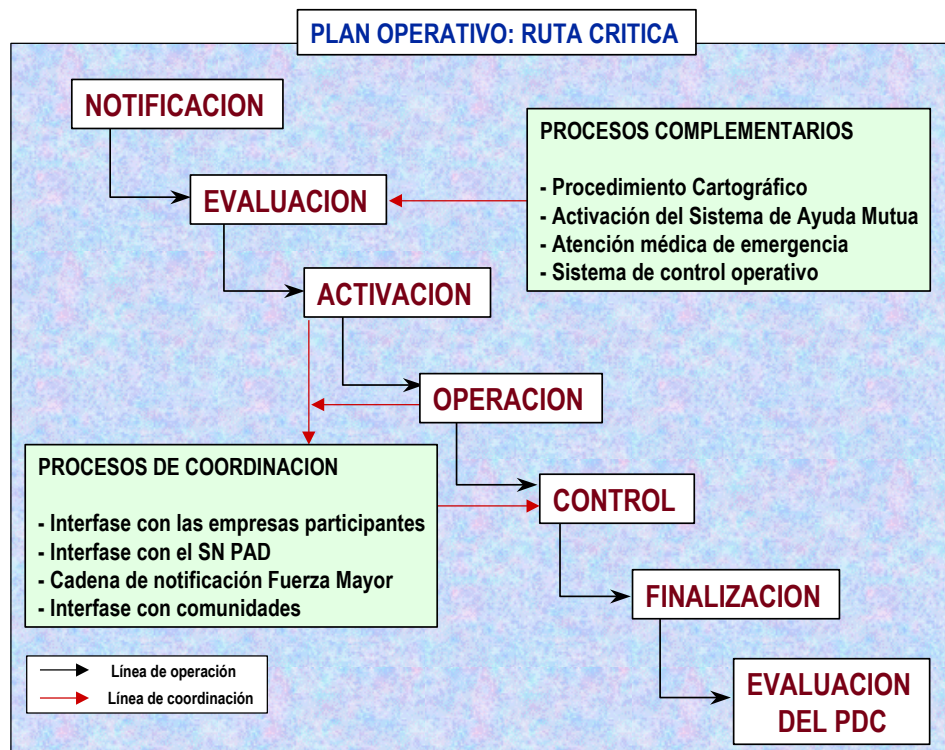 PLAN OPERATIVO: RUTA CRITICA
NOTIFICACION
PROCESOS COMPLEMENTARIOS
- Procedimiento Cartográfico
- Activación del Sistema de Ayuda Mutua
- Atención médica de emergencia
- Sistema de control operativo
EVALUACION
ACTIVACION
OPERACION
PROCESOS DE COORDINACION
- Interfase con las empresas participantes
- Interfase con el SN PAD
- Cadena de notificación Fuerza Mayor
- Interfase con comunidades
CONTROL
FINALIZACION
EVALUACION
DEL PDC
Línea de operación
Línea de coordinación